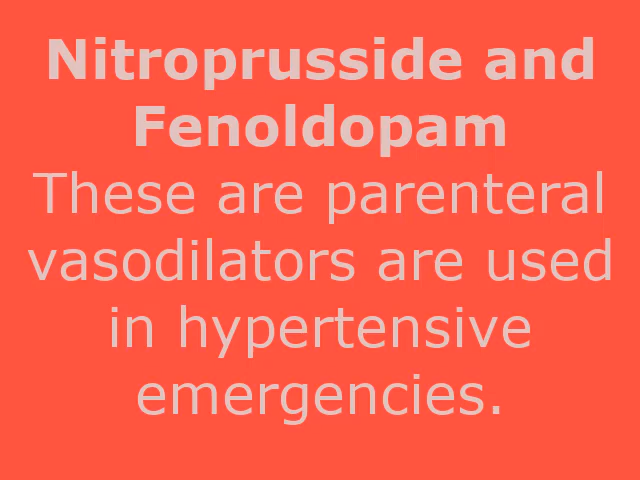 Nitroprusside and
Fenoldopam
These are parenteral
vasodilators are used
in hypertensive
emergencies.